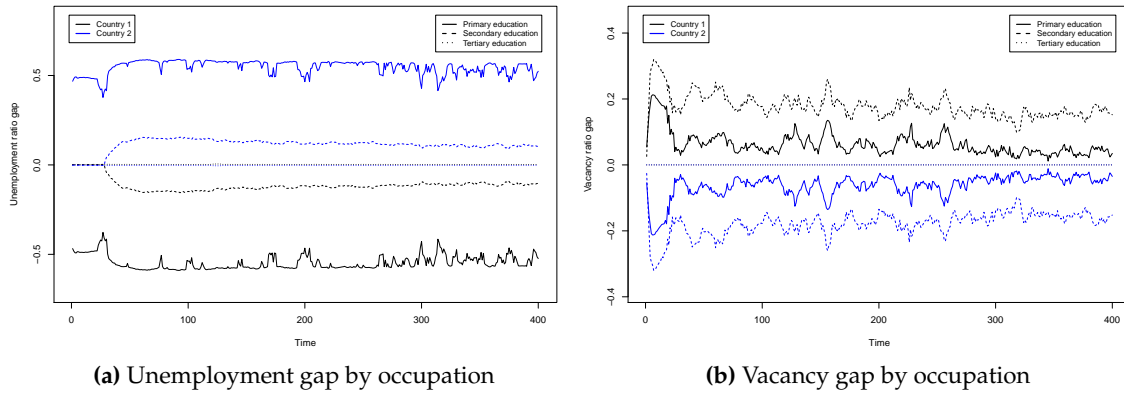 Country 1
Country 2
Primary education
Secondary education
Tertiary education
Unemployment ratio gap
0.5
0.0
−0.5
0
100
200
300
400
Time
(a) Unemployment gap by occupation
Country 1
Country 2
Primary education
Secondary education
Tertiary education
Vacancy ratio gap
0.4
0.2
0.0
−0.2
−0.4
0
100
200
300
400
Time
(b) Vacancy gap by occupation